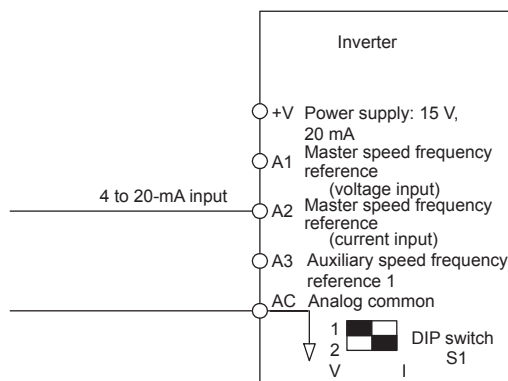 Inverter
+V Power supply: 15 V,
20 mA
A1 Master speed frequency
reference
(voltage input)
4 to 20-mA input
A2 Master speed frequency
reference
(current input)
A3 Auxiliary speed frequency
reference 1
AC Analog common
1
2
DIP switch
S1
V I